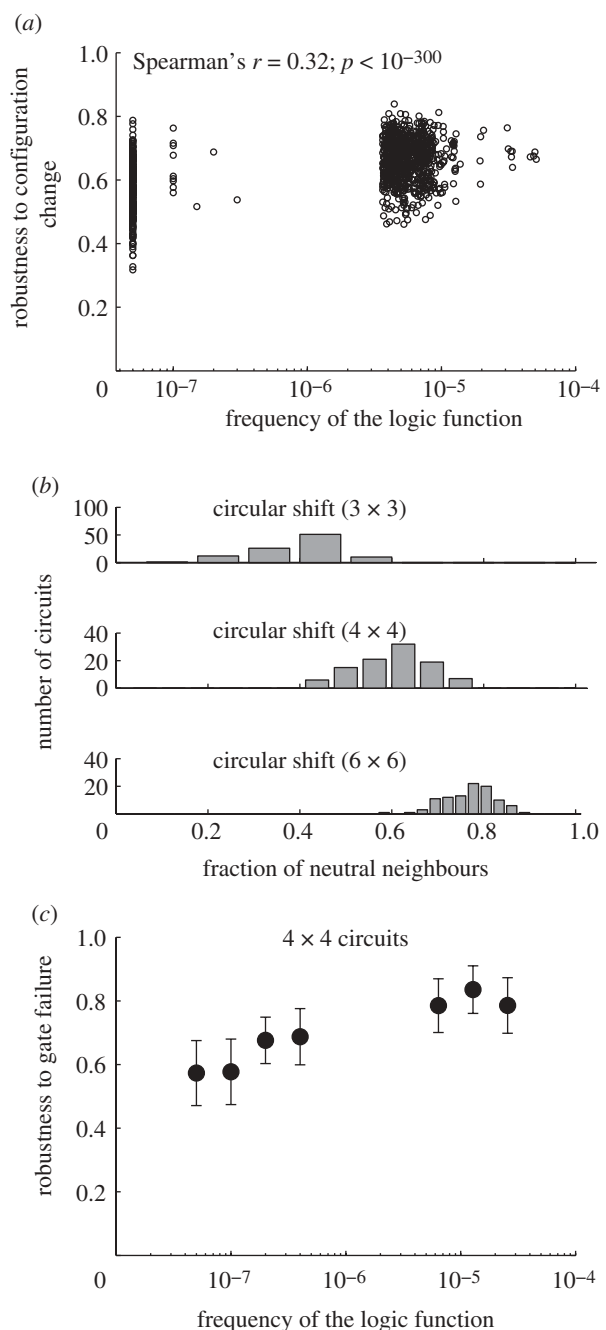 (a)
Spearman's r = 0.32; p < 10⁻³⁰⁰
robustness to configuration
change
1.0
0.8
0.6
0.4
0.2
0
10⁻⁷
10⁻⁶
10⁻⁵
10⁻⁴
frequency of the logic function
(b)
circular shift (3 × 3)
100
50
0
circular shift (4 × 4)
40
20
0
circular shift (6 × 6)
40
20
number of circuits
0
0.2
0.4
0.6
0.8
1.0
fraction of neutral neighbours
(c)
4 × 4 circuits
robustness to gate failure
1.0
0.8
0.6
0.4
0.2
0
10⁻⁷
10⁻⁶
10⁻⁵
10⁻⁴
frequency of the logic function